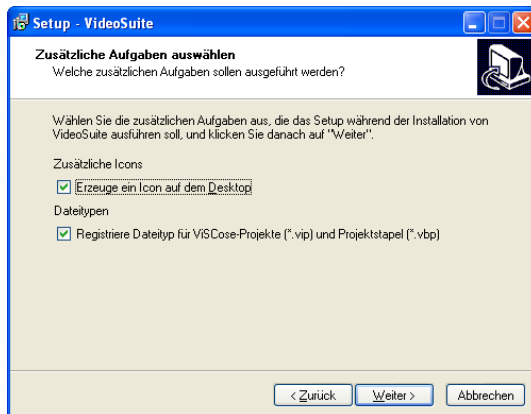 Setup - VideoSuite
Zusätzliche Aufgaben auswählen
Welche zusätzlichen Aufgaben sollen ausgeführt werden?
Wählen Sie die zusätzlichen Aufgaben aus, die das Setup während der Installation von
VideoSuite ausführen soll, und klicken Sie danach auf "Weiter".
Zusätzliche Icons
Erzeuge ein Icon auf dem Desktop
Dateitypen
Registriere Dateityp für ViSCose-Projekte (*.vip) und Projektstapel (*.vbp)
< Zurück Weiter > Abbrechen